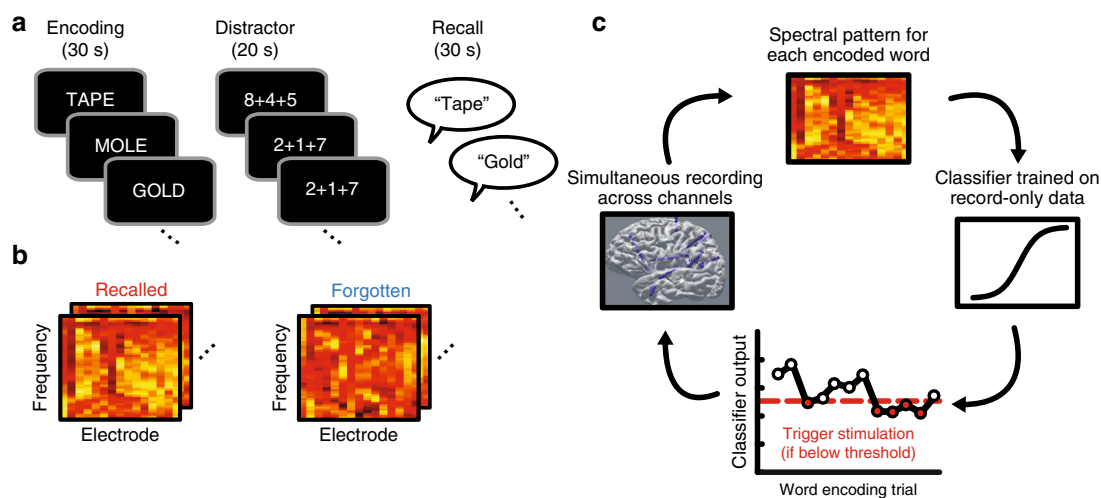 a
Encoding
(30 s)
TAPE
MOLE
GOLD
Distractor
(20 s)
8+4+5
2+1+7
2+1+7
Recall
(30 s)
“Tape”
“Gold”
b
Recalled
Frequency
Electrode
Forgotten
Frequency
Electrode
c
Spectral pattern for
each encoded word
Classifier trained on
record-only data
Classifier output
Trigger stimulation
(if below threshold)
Word encoding trial
Simultaneous recording
across channels